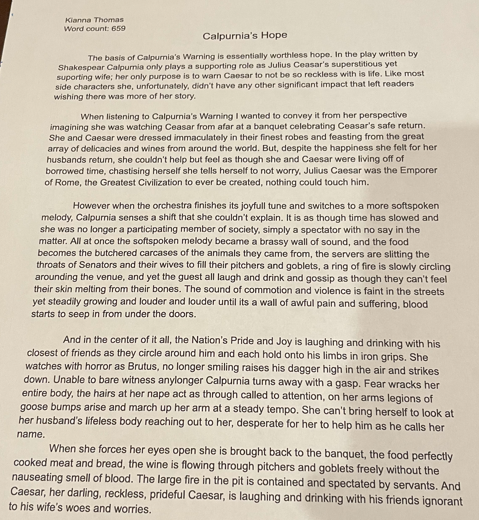 Kianna Thomas
Word count: 659
Calpurnia's Hope
The basis of Calpurnia's Warning is essentially worthless hope. In the play written by
Shakespear Calpurnia only plays a supporting role as Julius Ceasar's superstitious yet
supporting wife; her only purpose is to warn Caesar to not be so reckless with is life. Like most
side characters she, unfortunately, didn't have any other significant impact that left readers
wishing there was more of her story.
When listening to Calpurnia's Warning I wanted to convey it from her perspective
imagining she was watching Ceasar from afar at a banquet celebrating Ceasar's safe return.
She and Caesar were dressed immaculately in their finest robes and feasting from the great
array of delicacies and wines from around the world. But, despite the happiness she felt for her
husbands return, she couldn't help but feel as though she and Caesar were living off of
borrowed time, chastising herself she tells herself to not worry, Julius Caesar was the Emporer
of Rome, the Greatest Civilization to ever be created, nothing could touch him.
However when the orchestra finishes its joyfull tune and switches to a more softspoken
melody, Calpurnia senses a shift that she couldn't explain. It is as though time has slowed and
she was no longer a participating member of society, simply a spectator with no say in the
matter. All at once the softspoken melody became a brassy wall of sound, and the food
becomes the butchered carcases of the animals they came from, the servers are slitting the
throats of Senators and their wives to fill their pitchers and goblets, a ring of fire is slowly circling
arounding the venue, and yet the guest all laugh and drink and gossip as though they can't feel
their skin melting from their bones. The sound of commotion and violence is faint in the streets
yet steadily growing and louder and louder until its a wall of awful pain and suffering, blood
starts to seep in from under the doors.
And in the center of it all, the Nation's Pride and Joy is laughing and drinking with his
closest of friends as they circle around him and each hold onto his limbs in iron grips. She
watches with horror as Brutus, no longer smiling raises his dagger high in the air and strikes
down. Unable to bare witness anylonger Calpurnia turns away with a gasp. Fear wracks her
entire body, the hairs at her nape act as through called to attention, on her arms legions of
goose bumps arise and march up her arm at a steady tempo. She can't bring herself to look at
her husband's lifeless body reaching out to her, desperate for her to help him as he calls her
name.
When she forces her eyes open she is brought back to the banquet, the food perfectly
cooked meat and bread, the wine is flowing through pitchers and goblets freely without the
nauseating smell of blood. The large fire in the pit is contained and spectated by servants. And
Caesar, her darling, reckless, prideful Caesar, is laughing and drinking with his friends ignorant
to his wife's woes and worries.